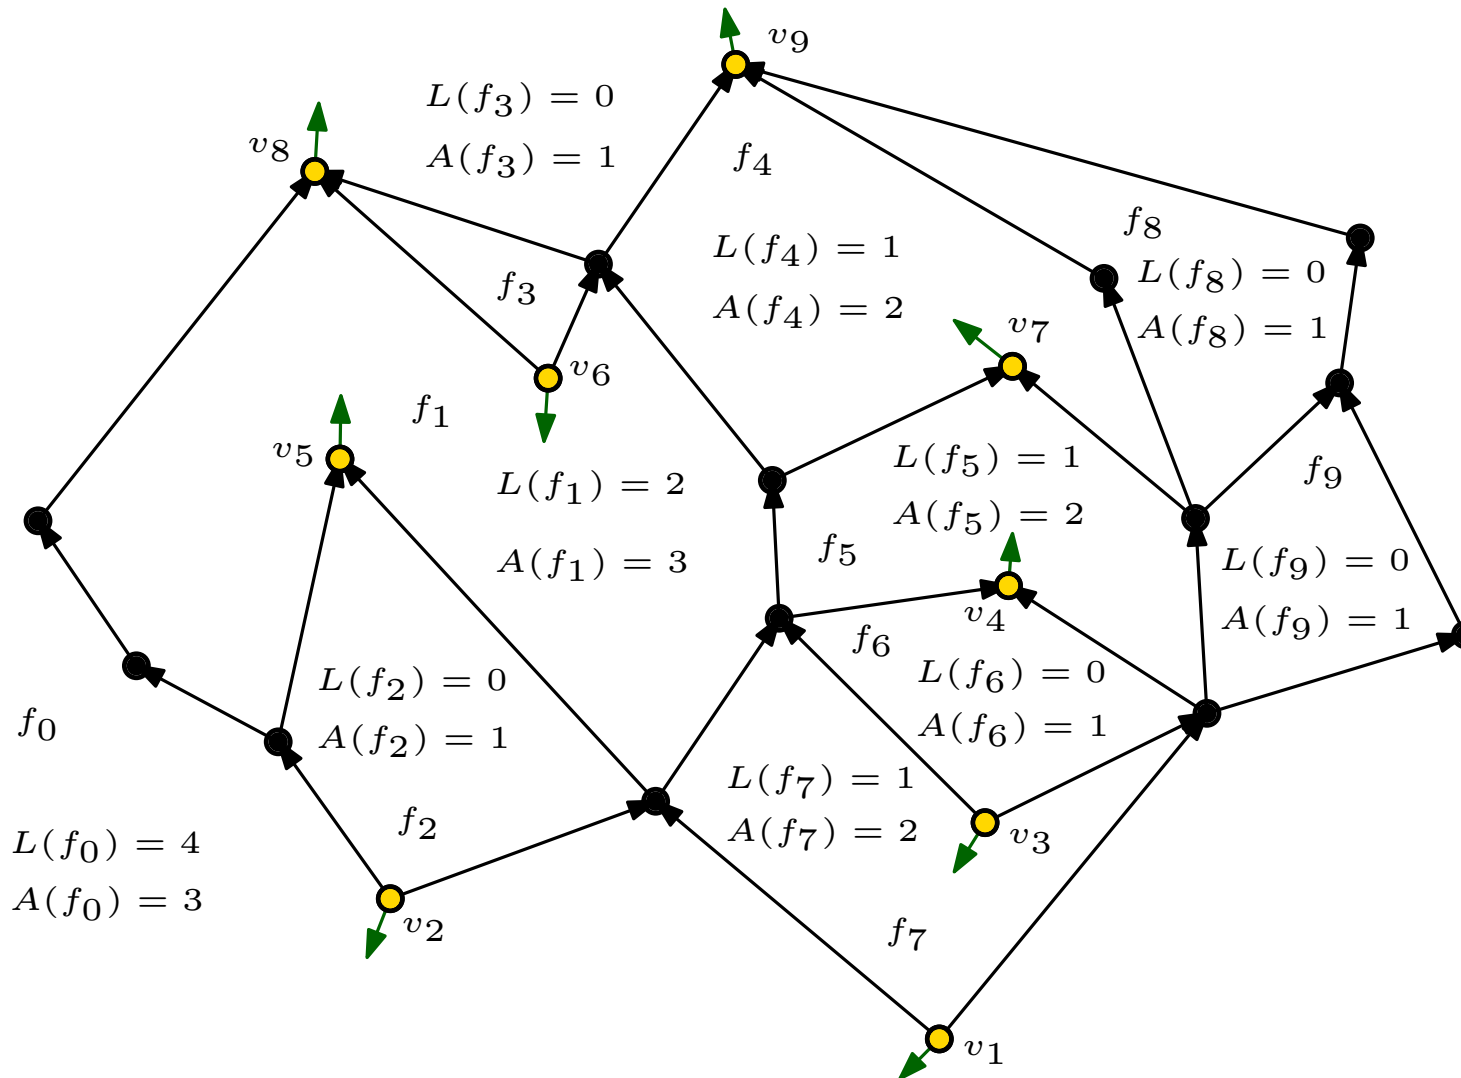 v₉
L(f₃) = 0
A(f₃) = 1
v₈
f₄
f₈
L(f₄) = 1
A(f₄) = 2
L(f₈) = 0
A(f₈) = 1
f₃
v₇
v₆
f₁
v₅
L(f₅) = 1
A(f₅) = 2
f₉
L(f₁) = 2
A(f₁) = 3
f₅
L(f₉) = 0
A(f₉) = 1
v₄
f₆
L(f₆) = 0
A(f₆) = 1
L(f₂) = 0
A(f₂) = 1
f₀
L(f₇) = 1
A(f₇) = 2
f₂
v₃
L(f₀) = 4
A(f₀) = 3
v₂
f₇
v₁